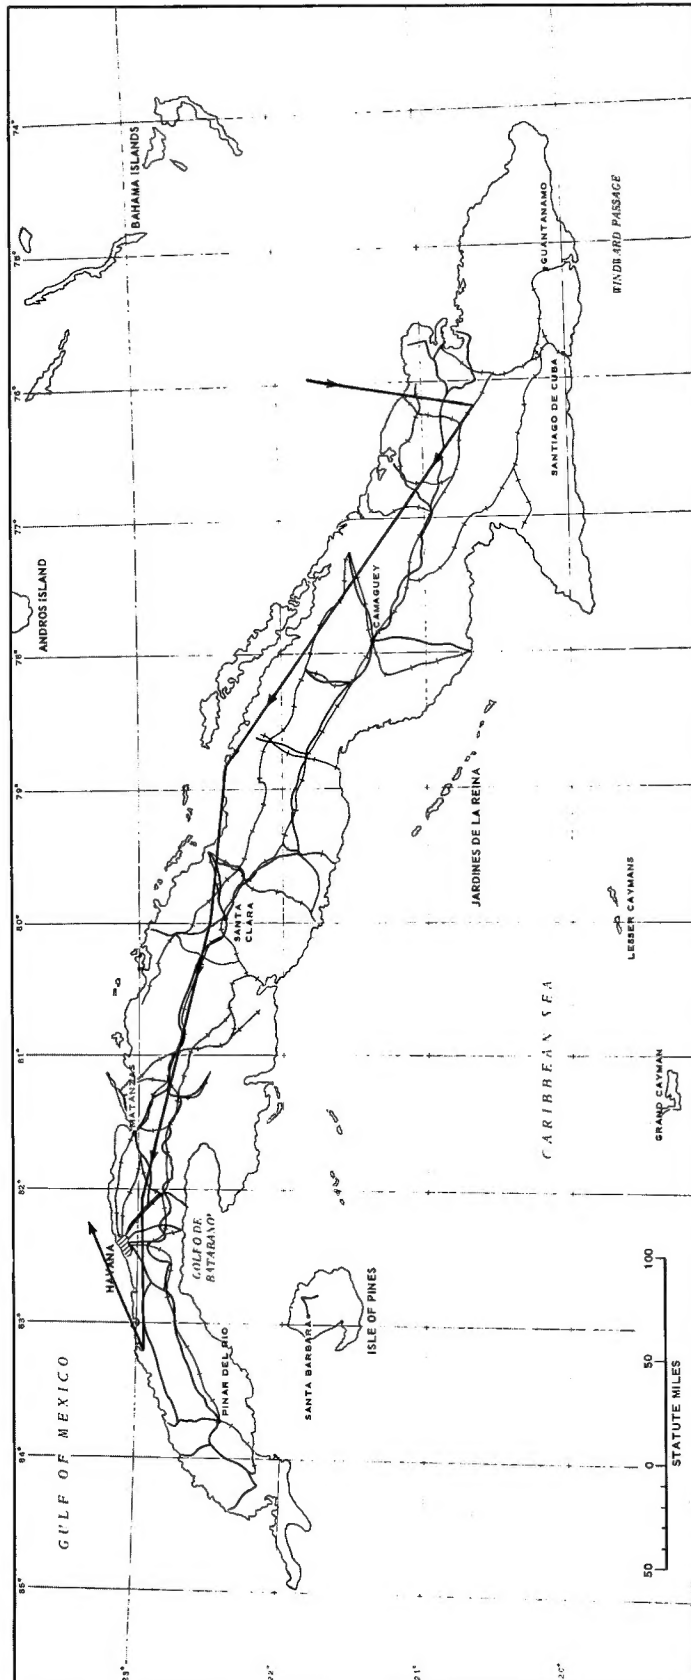 GULF OF MEXICO
HAVANA
MATANZAS
ANDROS ISLAND
BAHAMA ISLANDS
85°
84°
83°
82°
81°
80°
79°
78°
77°
76°
75°
74°
23°
22°
21°
20°
PINAR DEL RIO
GOLFO DE
BATABANO
SANTA
CLARA
CAMAGUEY
SANTA BARBARA
ISLE OF PINES
JARDINES DE LA REINA
SANTIAGO DE CUBA
GUANTANAMO
WINDWARD PASSAGE
CARIBBEAN SEA
LESSER CAYMANS
GRAND CAYMAN
50 0 50 100
STATUTE MILES